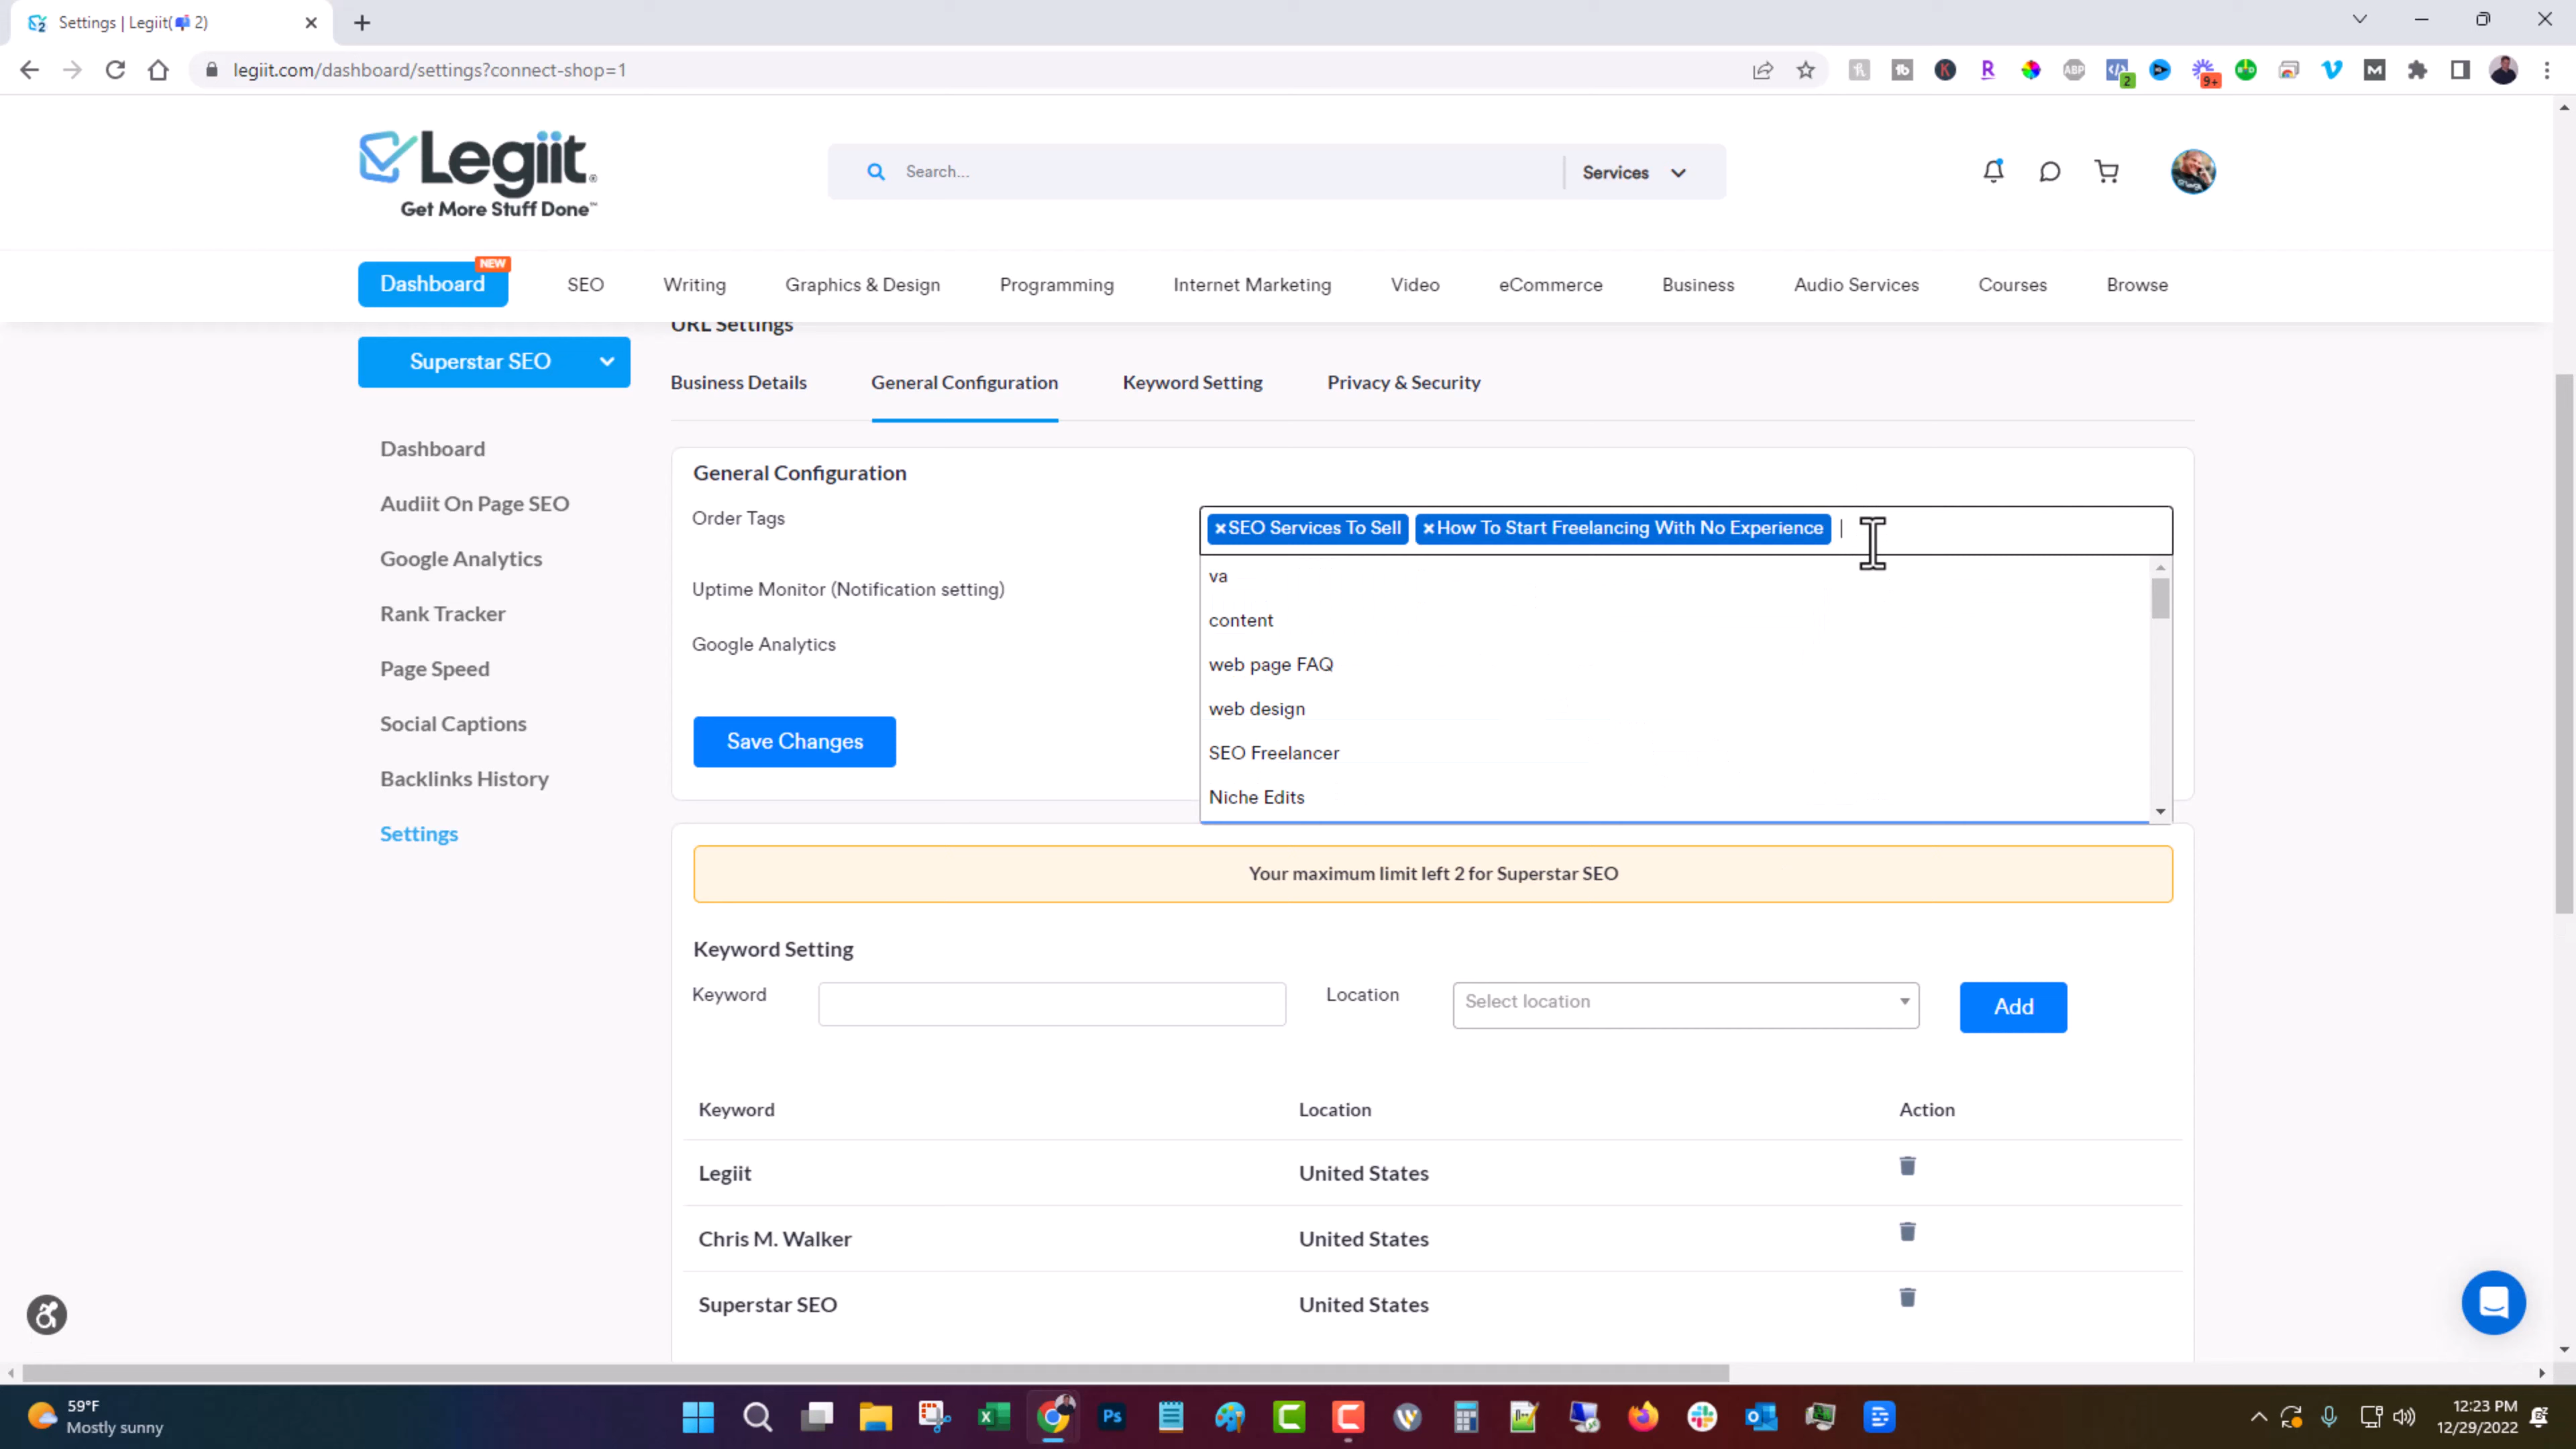 Settings | Legiit(📬 2)
legiit.com/dashboard/settings?connect-shop=1
ABP
2
9+
Legiit®
Get More Stuff Done™
Search...
Services
NEW
Dashboard
SEO
Writing
Graphics & Design
Programming
Internet Marketing
Video
eCommerce
Business
Audio Services
Courses
Browse
Superstar SEO
Dashboard
Audiit On Page SEO
Google Analytics
Rank Tracker
Page Speed
Social Captions
Backlinks History
Settings
URL Settings
Business Details
General Configuration
Keyword Setting
Privacy & Security
General Configuration
Order Tags
×SEO Services To Sell
×How To Start Freelancing With No Experience
va
content
web page FAQ
web design
SEO Freelancer
Niche Edits
Uptime Monitor (Notification setting)
Google Analytics
Save Changes
Your maximum limit left 2 for Superstar SEO
Keyword Setting
Keyword
Location
Select location
Add
Keyword Location Action
Legiit United States
Chris M. Walker United States
Superstar SEO United States
59°F
Mostly sunny
12:23 PM
12/29/2022